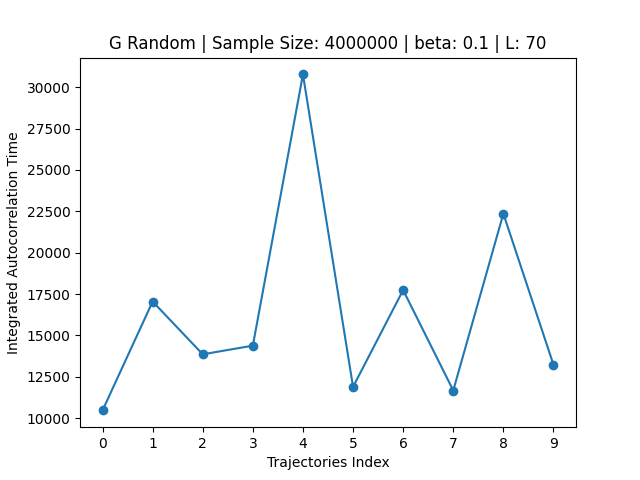 G Random | Sample Size: 4000000 | beta: 0.1 | L: 70
Integrated Autocorrelation Time
30000
27500
25000
22500
20000
17500
15000
12500
10000
0 1 2 3 4 5 6 7 8 9
Trajectories Index